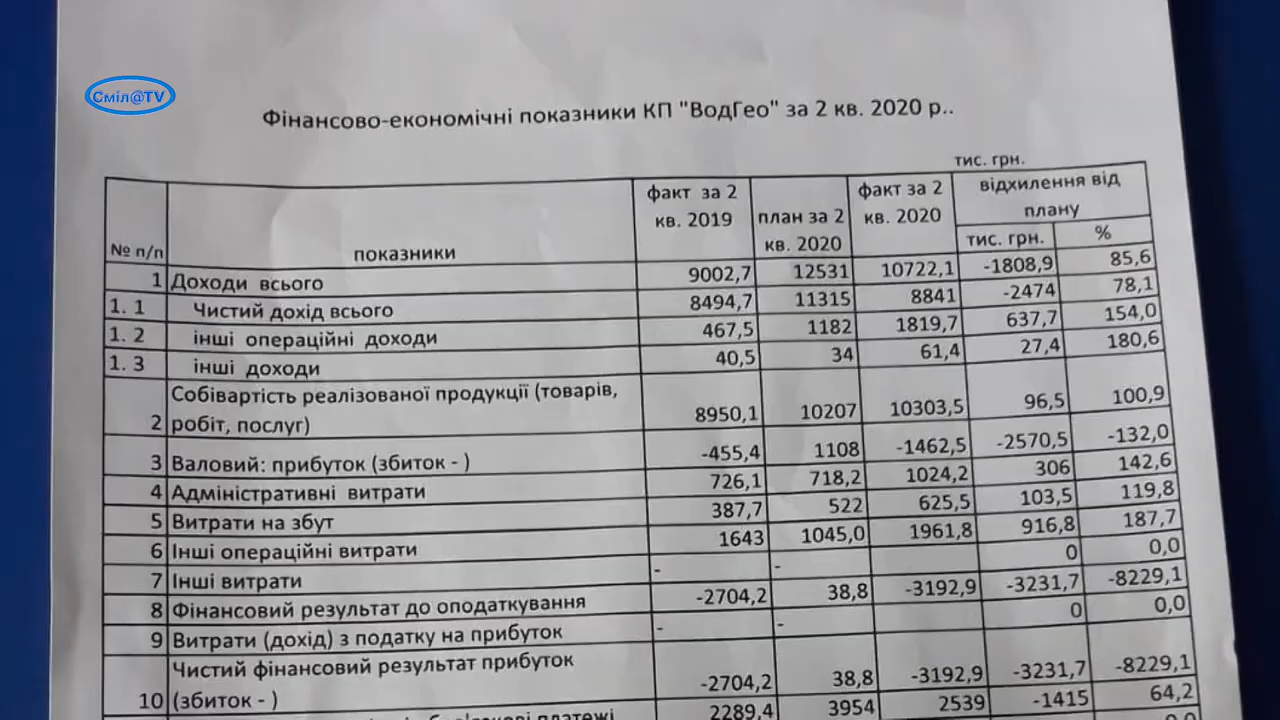 Сміл@TV
Фінансово-економічні показники КП "ВодГео" за 2 кв. 2020 р..
тис. грн.
№ п/п показники факт за 2 кв. 2019 план за 2 кв. 2020 факт за 2 кв. 2020 відхилення від плану
тис. грн. %
1 Доходи всього 9002,7 12531 10722,1 -1808,9 85,6
1. 1 Чистий дохід всього 8494,7 11315 8841 -2474 78,1
1. 2 інші операційні доходи 467,5 1182 1819,7 637,7 154,0
1. 3 інші доходи 40,5 34 61,4 27,4 180,6
Собівартість реалізованої продукції (товарів,
2 робіт, послуг) 8950,1 10207 10303,5 96,5 100,9
3 Валовий: прибуток (збиток - ) -455,4 1108 -1462,5 -2570,5 -132,0
4 Адміністративні витрати 726,1 718,2 1024,2 306 142,6
5 Витрати на збут 387,7 522 625,5 103,5 119,8
6 Інші операційні витрати 1643 1045,0 1961,8 916,8 187,7
7 Інші витрати - - 0 0,0
8 Фінансовий результат до оподаткування -2704,2 38,8 -3192,9 -3231,7 -8229,1
9 Витрати (дохід) з податку на прибуток - - 0 0,0
Чистий фінансовий результат прибуток
10 (збиток - ) -2704,2 38,8 -3192,9 -3231,7 -8229,1
платежі 2289,4 3954 2539 -1415 64,2